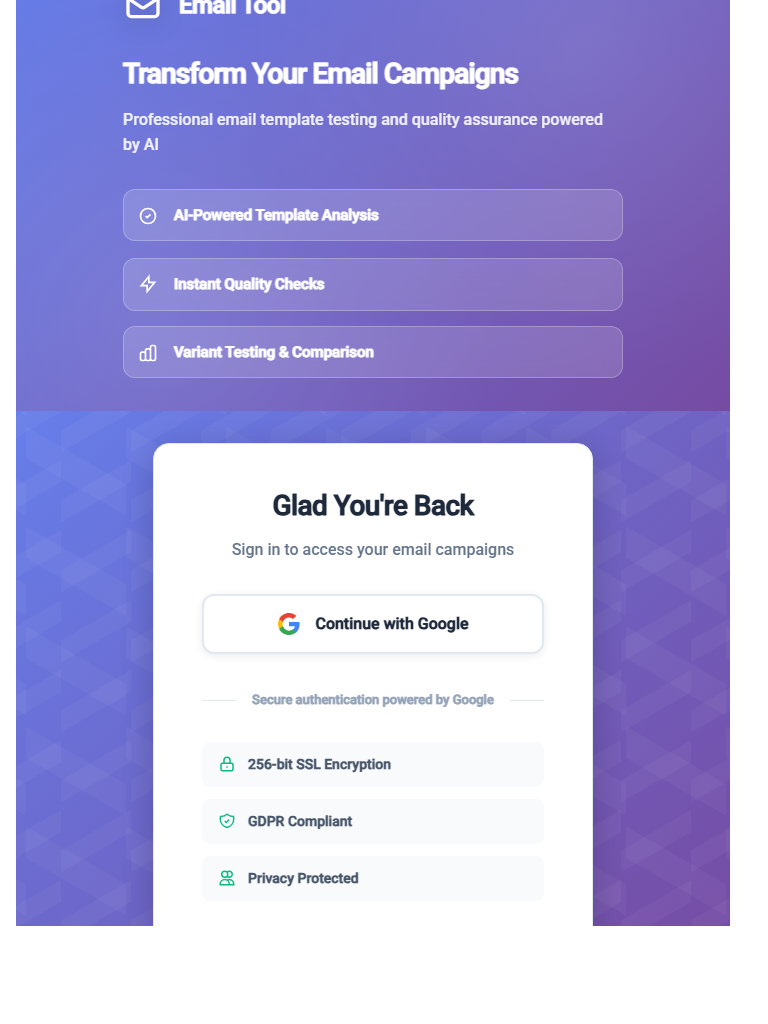 Email Tool
Transform Your Email Campaigns
Professional email template testing and quality assurance powered
by AI
AI-Powered Template Analysis
Instant Quality Checks
Variant Testing & Comparison
Glad You're Back
Sign in to access your email campaigns
Continue with Google
Secure authentication powered by Google
256-bit SSL Encryption
GDPR Compliant
Privacy Protected